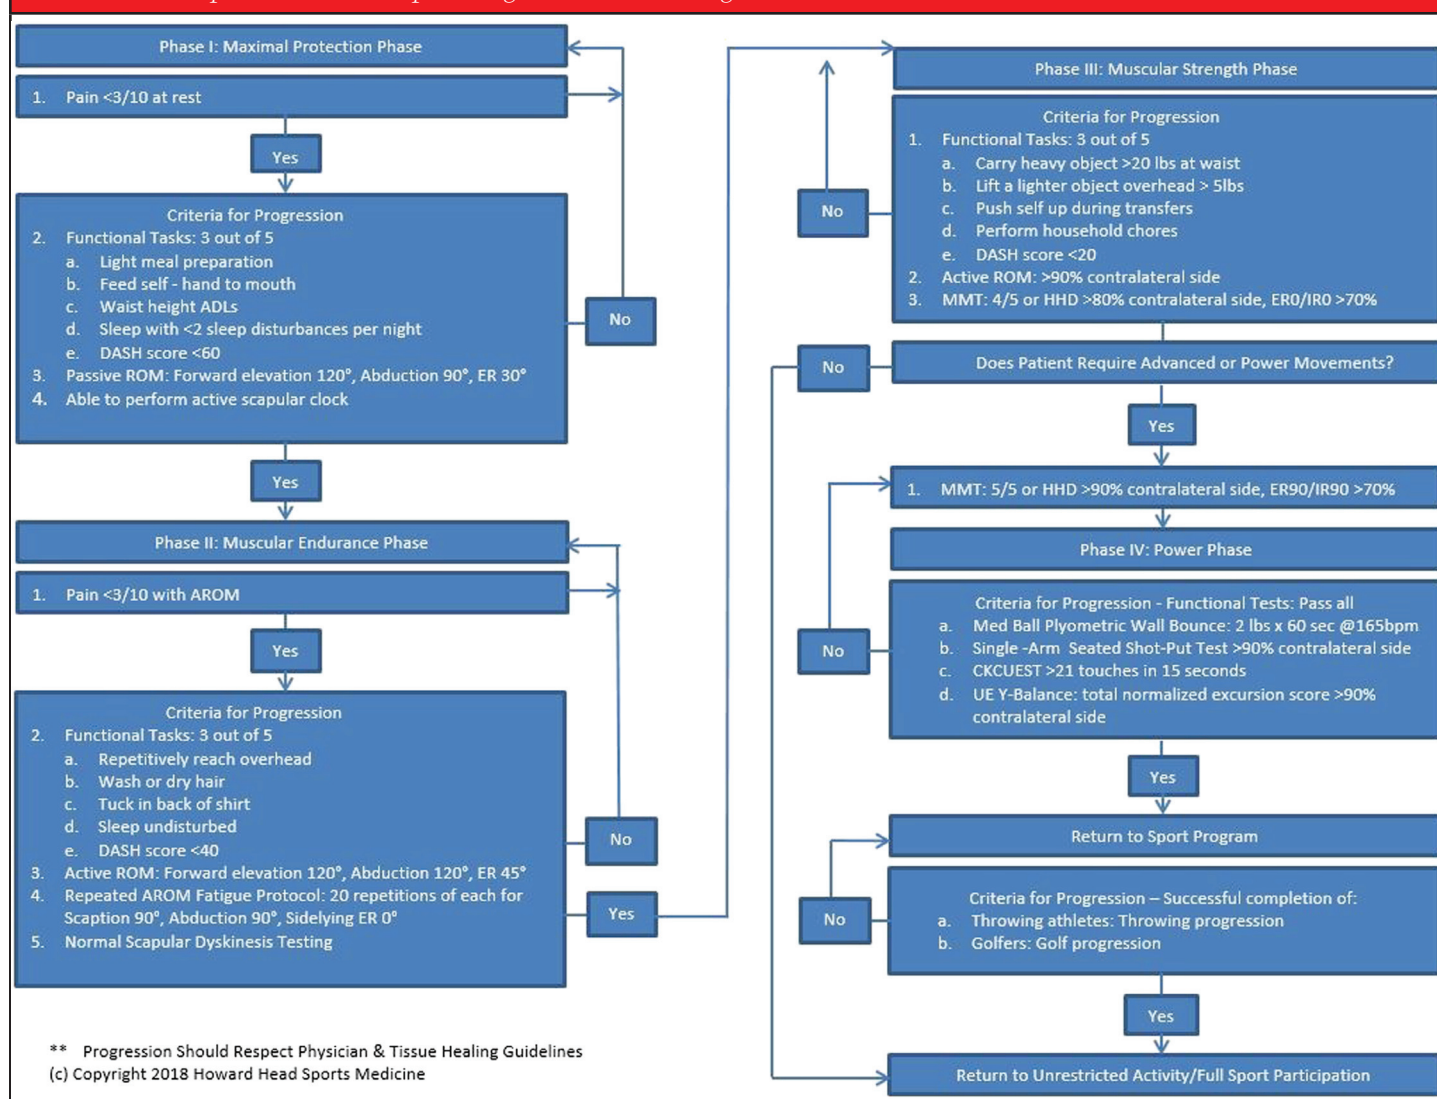 Phase I: Maximal Protection Phase
1. Pain <3/10 at rest
Yes
Criteria for Progression
2. Functional Tasks: 3 out of 5
a. Light meal preparation
b. Feed self - hand to mouth
c. Waist height ADLs
d. Sleep with <2 sleep disturbances per night
e. DASH score <60
3. Passive ROM: Forward elevation 120°, Abduction 90°, ER 30°
4. Able to perform active scapular clock
No
Yes
Phase II: Muscular Endurance Phase
1. Pain <3/10 with AROM
Yes
Criteria for Progression
2. Functional Tasks: 3 out of 5
a. Repetitively reach overhead
b. Wash or dry hair
c. Tuck in back of shirt
d. Sleep undisturbed
e. DASH score <40
3. Active ROM: Forward elevation 120°, Abduction 120°, ER 45°
4. Repeated AROM Fatigue Protocol: 20 repetitions of each for
Scaption 90°, Abduction 90°, Sidelying ER 0°
5. Normal Scapular Dyskinesis Testing
No
Yes
** Progression Should Respect Physician & Tissue Healing Guidelines
(c) Copyright 2018 Howard Head Sports Medicine
Phase III: Muscular Strength Phase
Criteria for Progression
1. Functional Tasks: 3 out of 5
a. Carry heavy object >20 lbs at waist
b. Lift a lighter object overhead > 5lbs
c. Push self up during transfers
d. Perform household chores
e. DASH score <20
2. Active ROM: >90% contralateral side
3. MMT: 4/5 or HHD >80% contralateral side, ER0/IR0 >70%
No
Does Patient Require Advanced or Power Movements?
No
Yes
1. MMT: 5/5 or HHD >90% contralateral side, ER90/IR90 >70%
Phase IV: Power Phase
Criteria for Progression - Functional Tests: Pass all
a. Med Ball Plyometric Wall Bounce: 2 lbs x 60 sec @165bpm
b. Single -Arm Seated Shot-Put Test >90% contralateral side
c. CKCUEST >21 touches in 15 seconds
d. UE Y-Balance: total normalized excursion score >90%
contralateral side
No
Yes
Return to Sport Program
Criteria for Progression – Successful completion of:
a. Throwing athletes: Throwing progression
b. Golfers: Golf progression
No
Yes
Return to Unrestricted Activity/Full Sport Participation